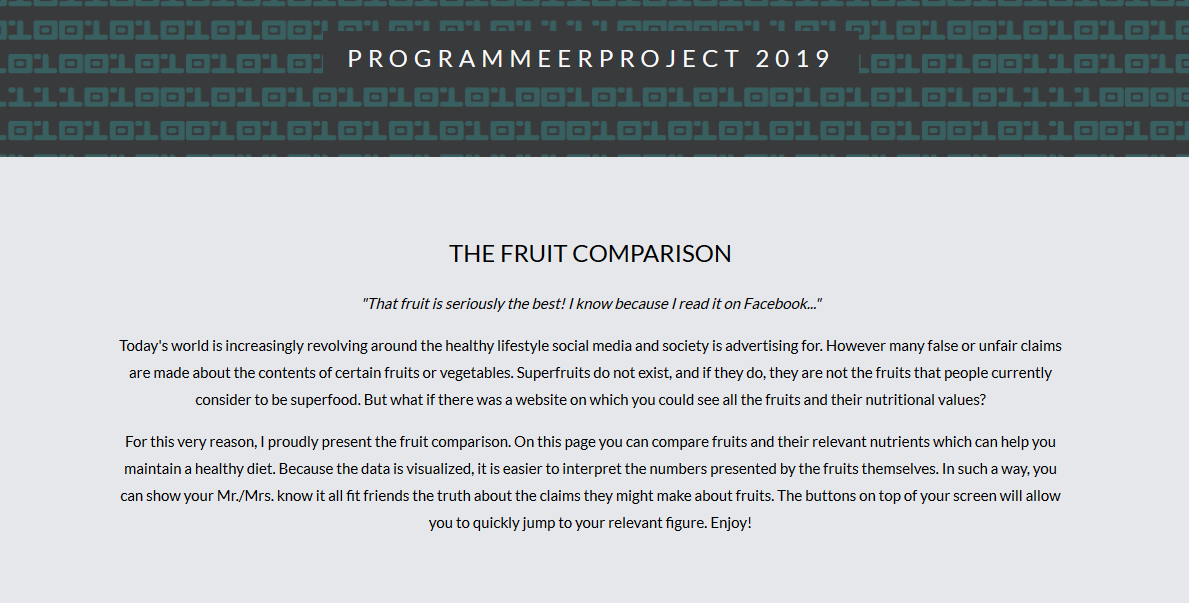 PROGRAMMEERPROJECT 2019
THE FRUIT COMPARISON
"That fruit is seriously the best! I know because I read it on Facebook..."
Today's world is increasingly revolving around the healthy lifestyle social media and society is advertising for. However many false or unfair claims
are made about the contents of certain fruits or vegetables. Superfruits do not exist, and if they do, they are not the fruits that people currently
consider to be superfood. But what if there was a website on which you could see all the fruits and their nutritional values?
For this very reason, I proudly present the fruit comparison. On this page you can compare fruits and their relevant nutrients which can help you
maintain a healthy diet. Because the data is visualized, it is easier to interpret the numbers presented by the fruits themselves. In such a way, you
can show your Mr./Mrs. know it all fit friends the truth about the claims they might make about fruits. The buttons on top of your screen will allow
you to quickly jump to your relevant figure. Enjoy!